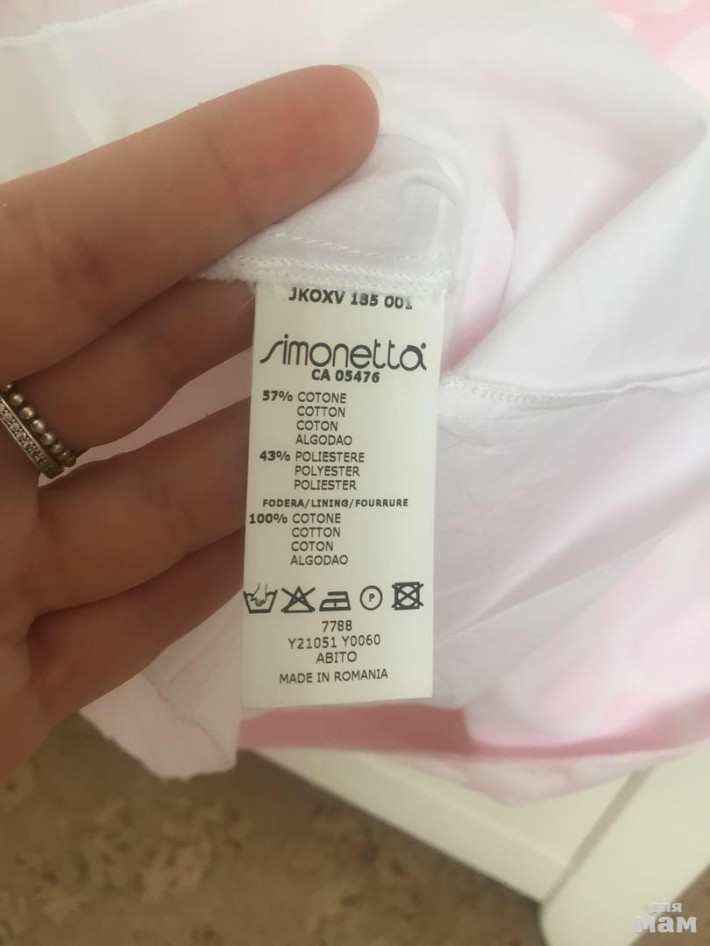 JKOXV 185 001
simonetta
CA 05476
57% COTONE
COTTON
COTON
ALGODAO
43% POLIESTERE
POLYESTER
POLIESTER
FODERA/LINING/FOURRURE
100% COTONE
COTTON
COTON
ALGODAO
P
7788
Y21051 Y0060
ABITO
MADE IN ROMANIA
для
мам